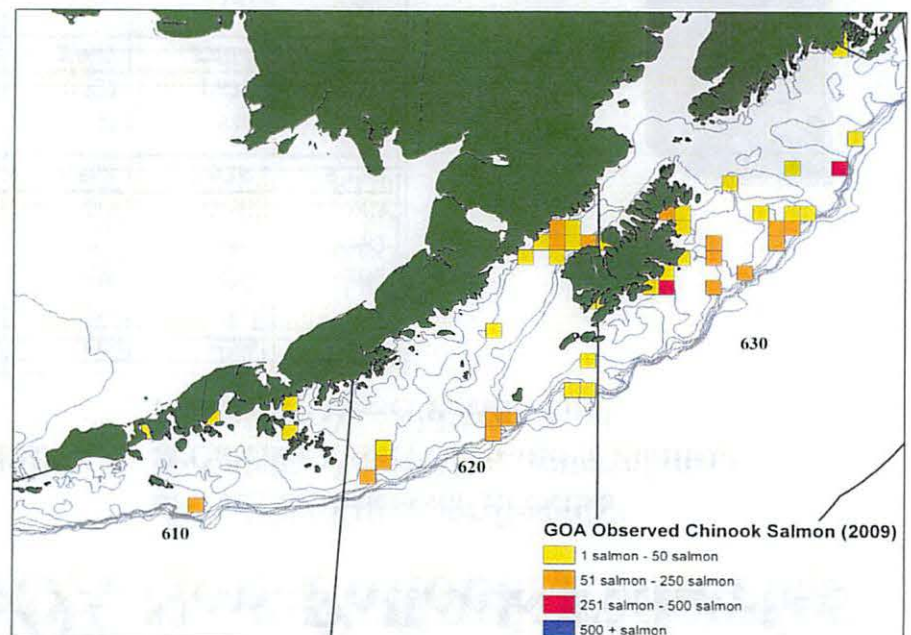 630
620
610
GOA Observed Chinook Salmon (2009)
1 salmon - 50 salmon
51 salmon - 250 salmon
251 salmon - 500 salmon
500 + salmon